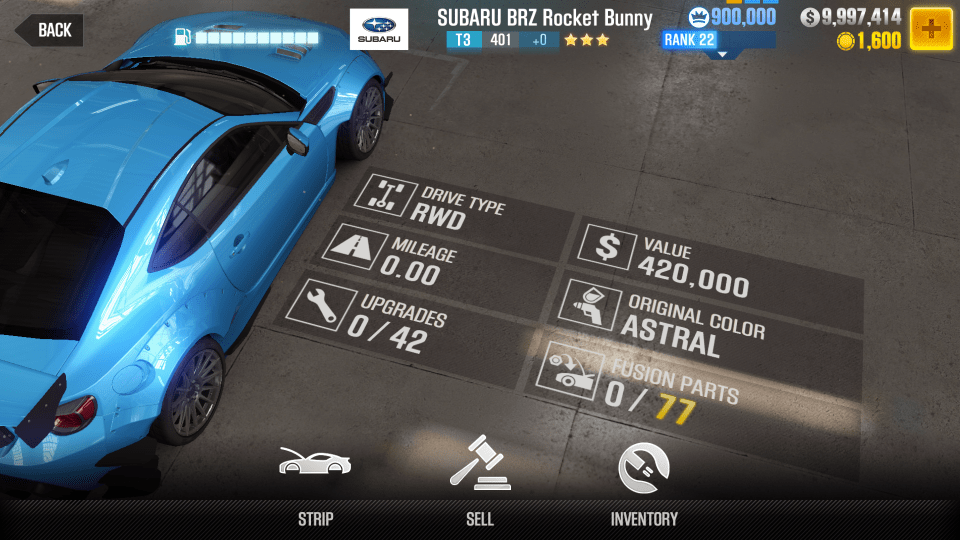 BACK
SUBARU
SUBARU BRZ Rocket Bunny
T3 401 +0
900,000
RANK 22
9,997,414
1,600
DRIVE TYPE
RWD
MILEAGE
0.00
UPGRADES
0 / 42
$ VALUE
420,000
ORIGINAL COLOR
ASTRAL
FUSION PARTS
0 / 77
STRIP
SELL
INVENTORY